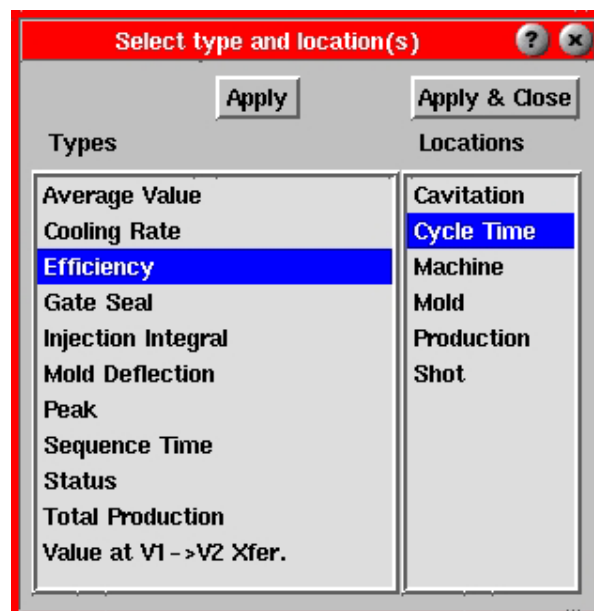 Select type and location(s)
?
×
Apply
Apply & Close
Types
Locations
Average Value
Cooling Rate
Efficiency
Gate Seal
Injection Integral
Mold Deflection
Peak
Sequence Time
Status
Total Production
Value at V1->V2 Xfer.
Cavitation
Cycle Time
Machine
Mold
Production
Shot